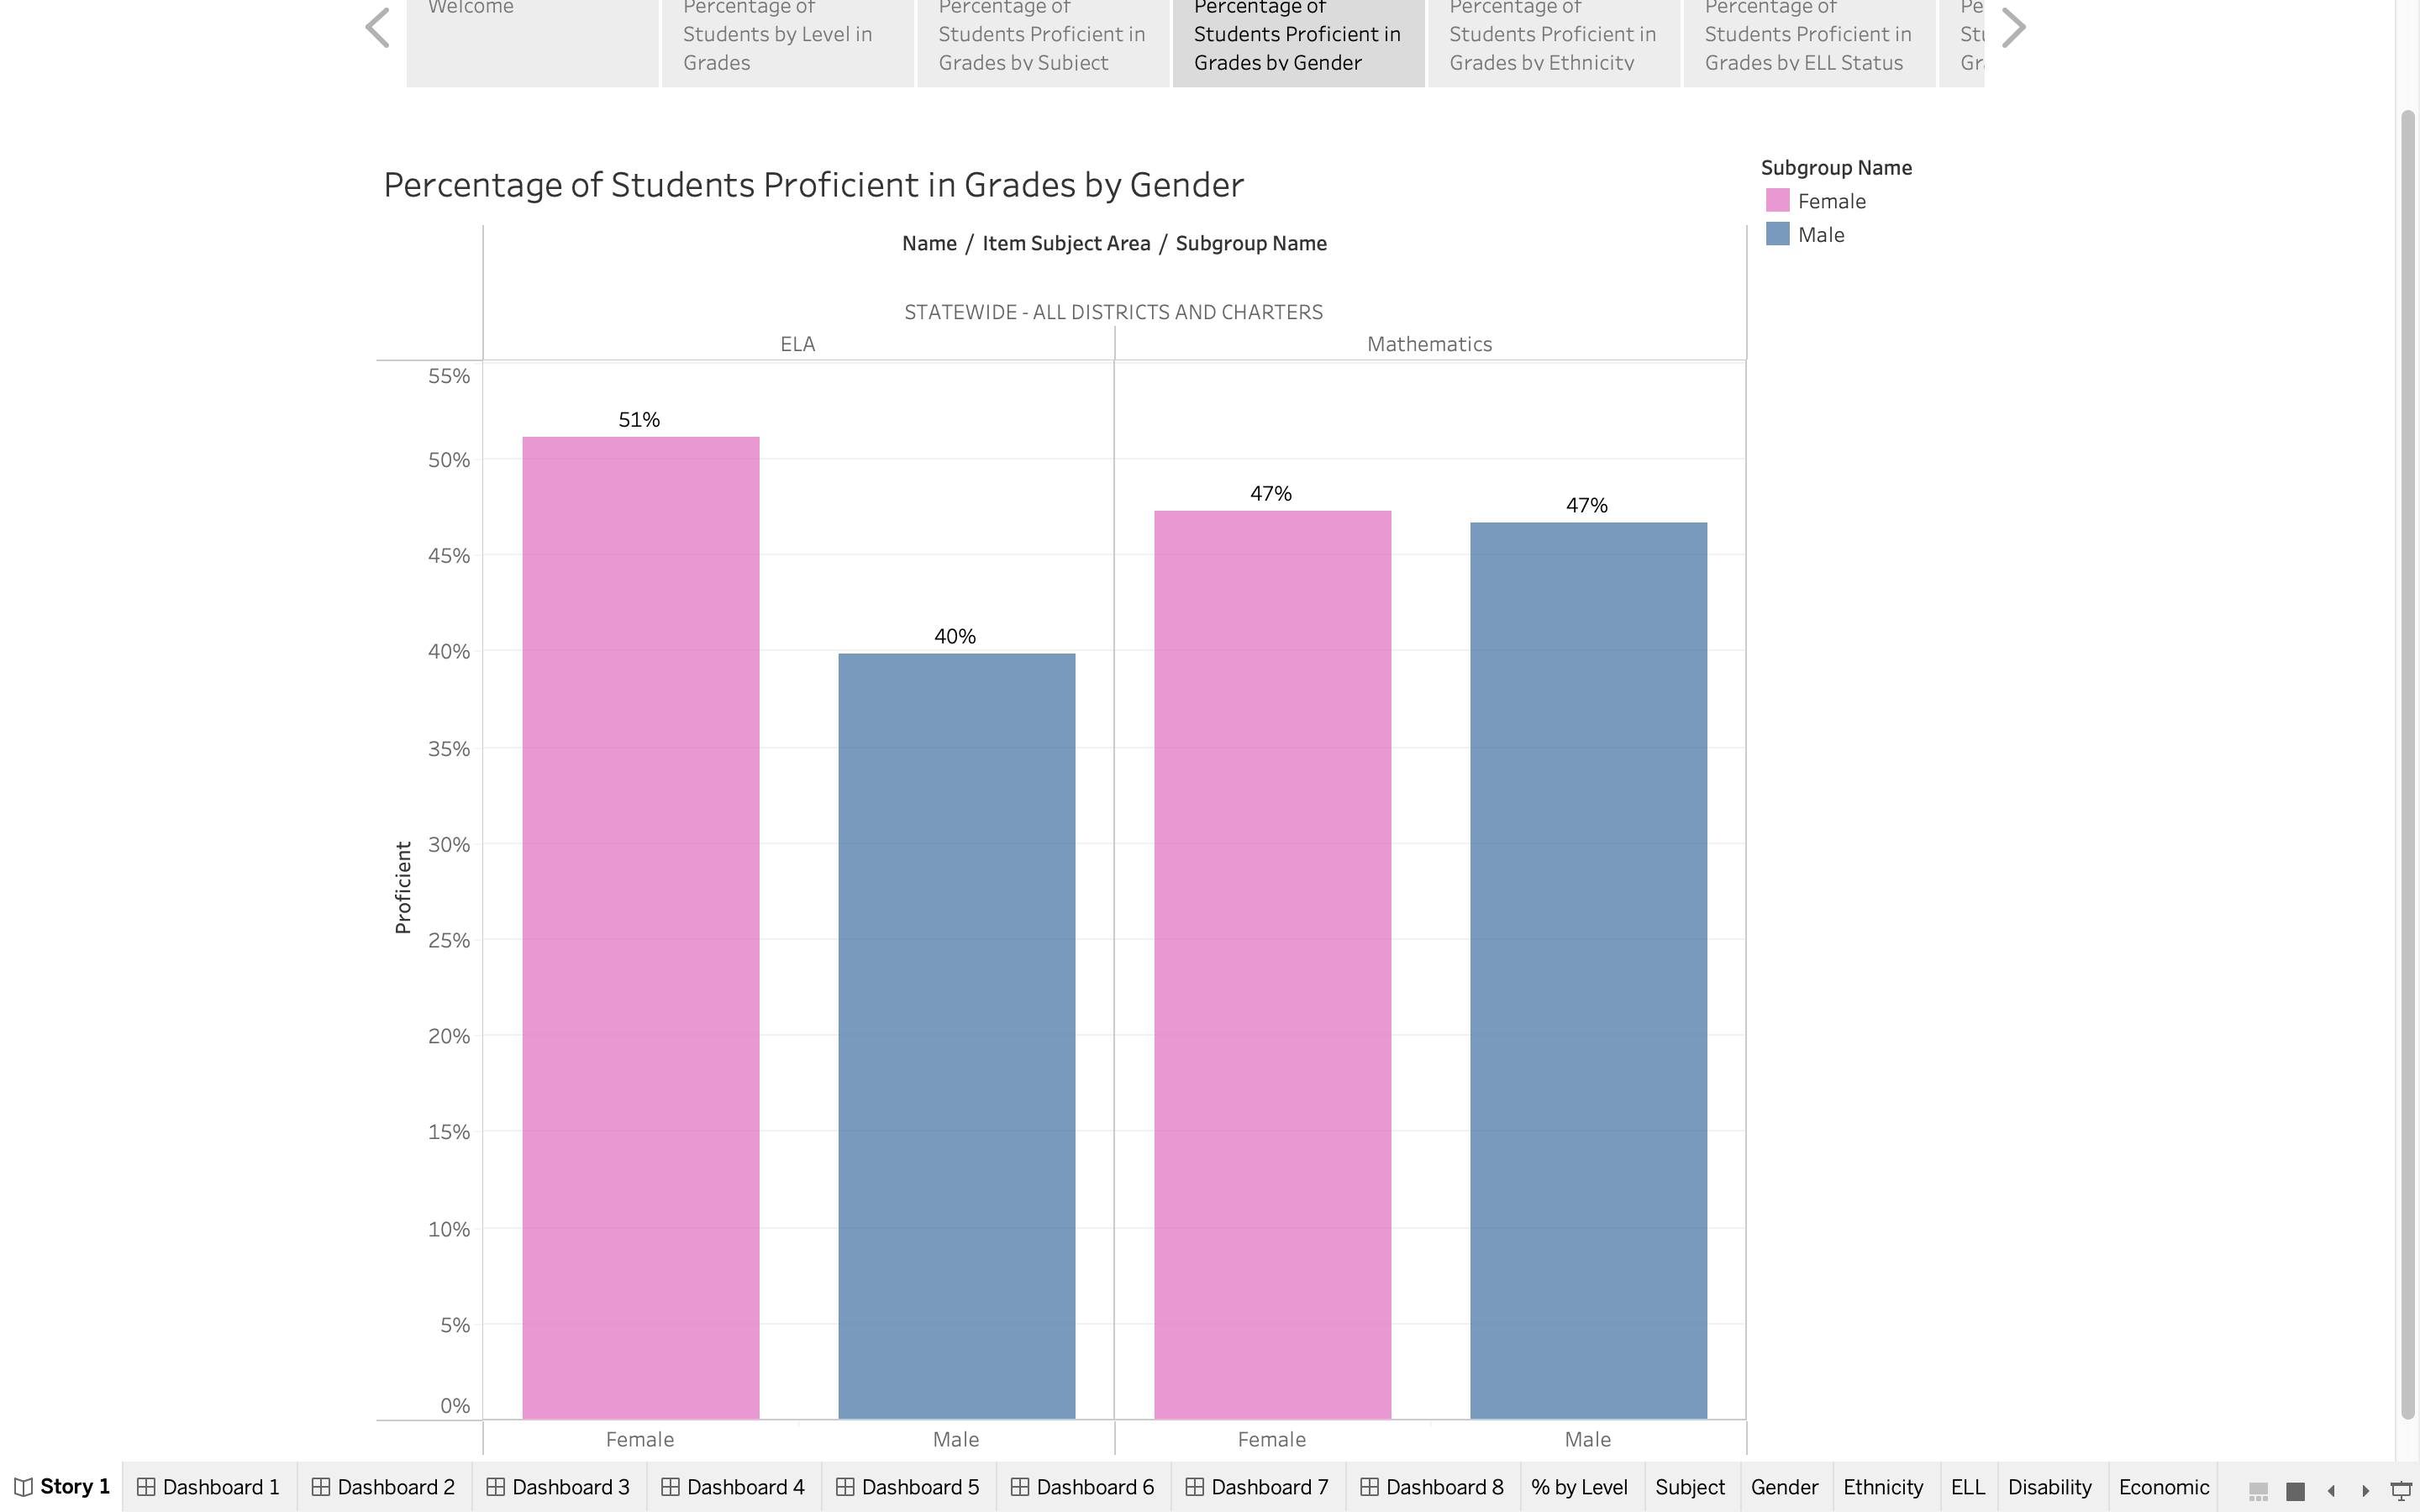 Welcome
Percentage of
Students by Level in
Grades
Percentage of
Students Proficient in
Grades by Subject
Percentage of
Students Proficient in
Grades by Gender
Percentage of
Students Proficient in
Grades by Ethnicity
Percentage of
Students Proficient in
Grades by ELL Status
Percentage of Students Proficient in Grades by Gender
Subgroup Name
Female
Male
Name / Item Subject Area / Subgroup Name
STATEWIDE - ALL DISTRICTS AND CHARTERS
ELA
Mathematics
55%
50%
45%
40%
35%
30%
25%
20%
15%
10%
5%
0%
Proficient
51%
40%
47%
47%
Female
Male
Female
Male
Story 1
Dashboard 1
Dashboard 2
Dashboard 3
Dashboard 4
Dashboard 5
Dashboard 6
Dashboard 7
Dashboard 8
% by Level
Subject
Gender
Ethnicity
ELL
Disability
Economic